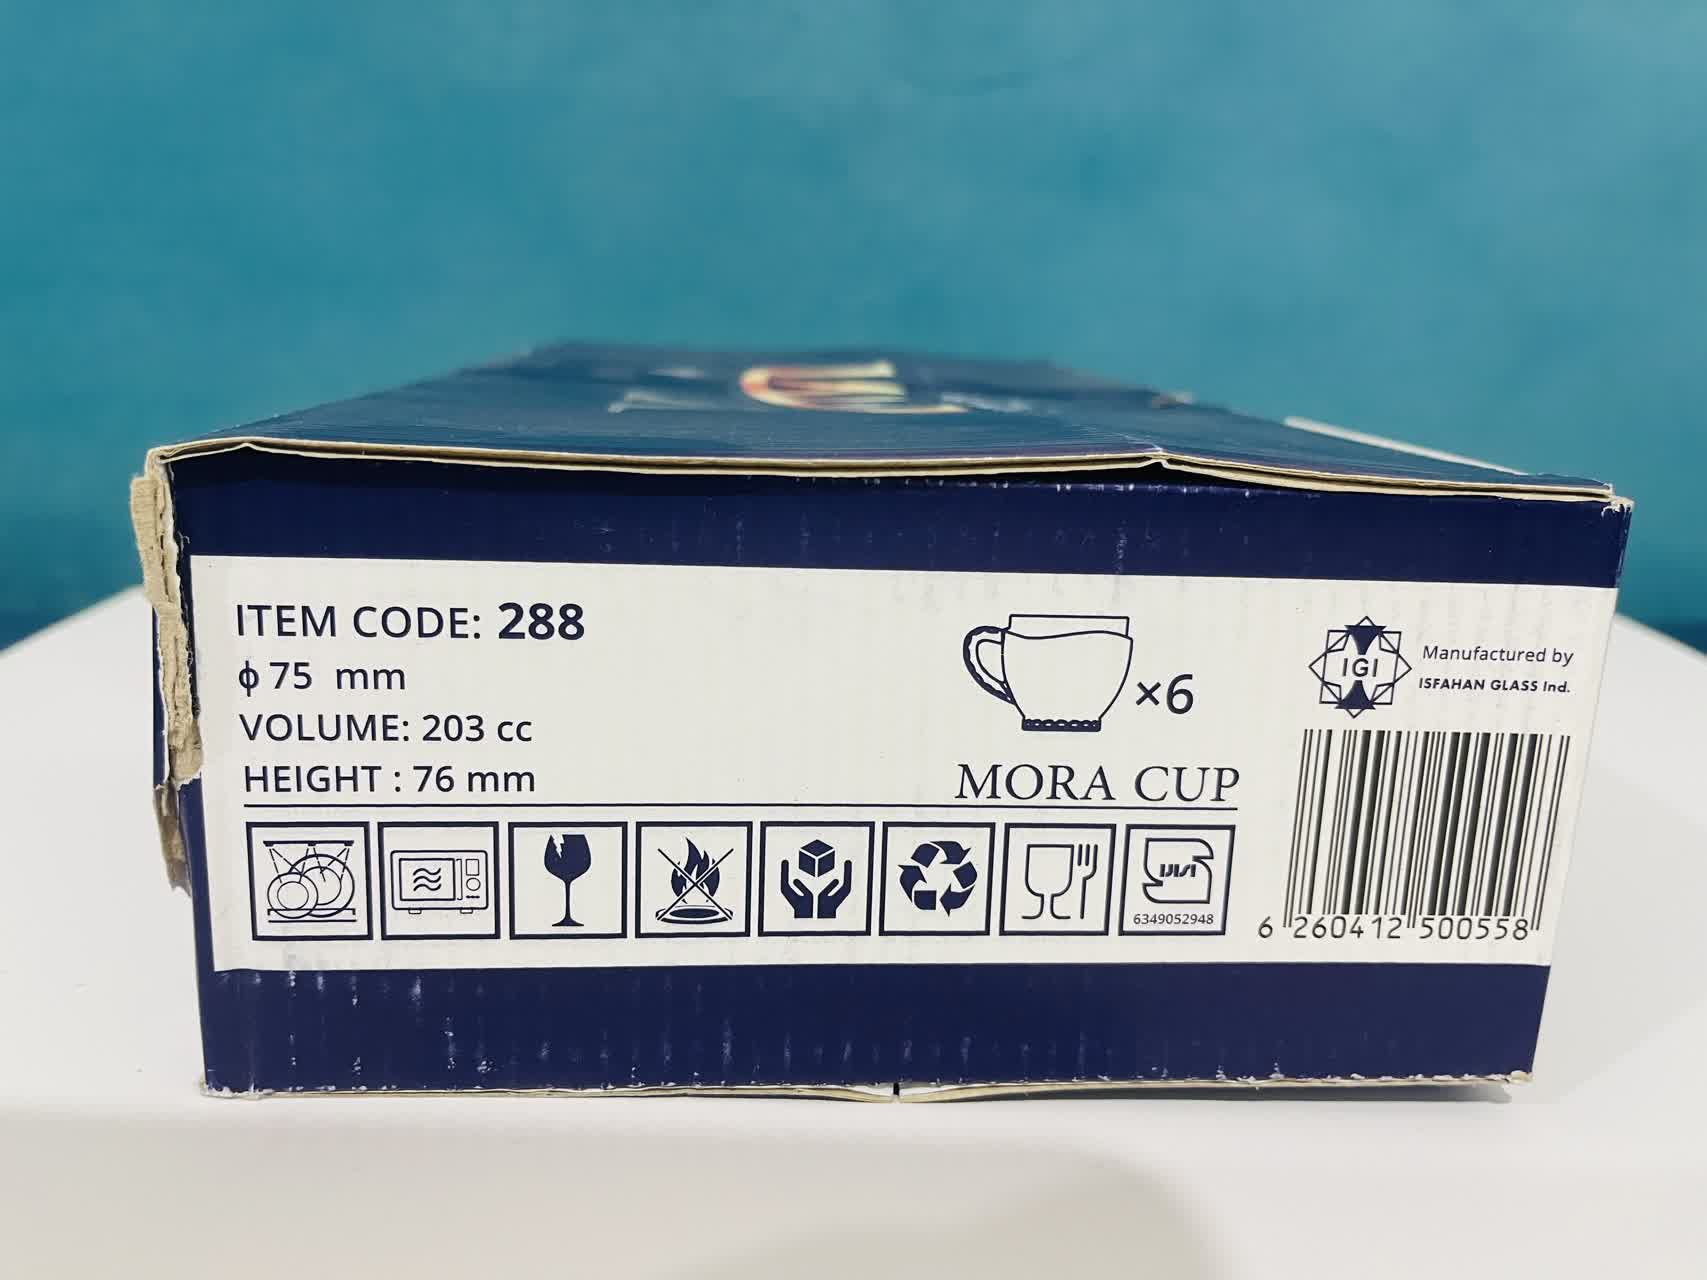 ITEM CODE: 288
ϕ 75 mm
VOLUME: 203 cc
HEIGHT : 76 mm
×6
MORA CUP
IGI
Manufactured by
ISFAHAN GLASS Ind.
6349052948
6 260412 500558